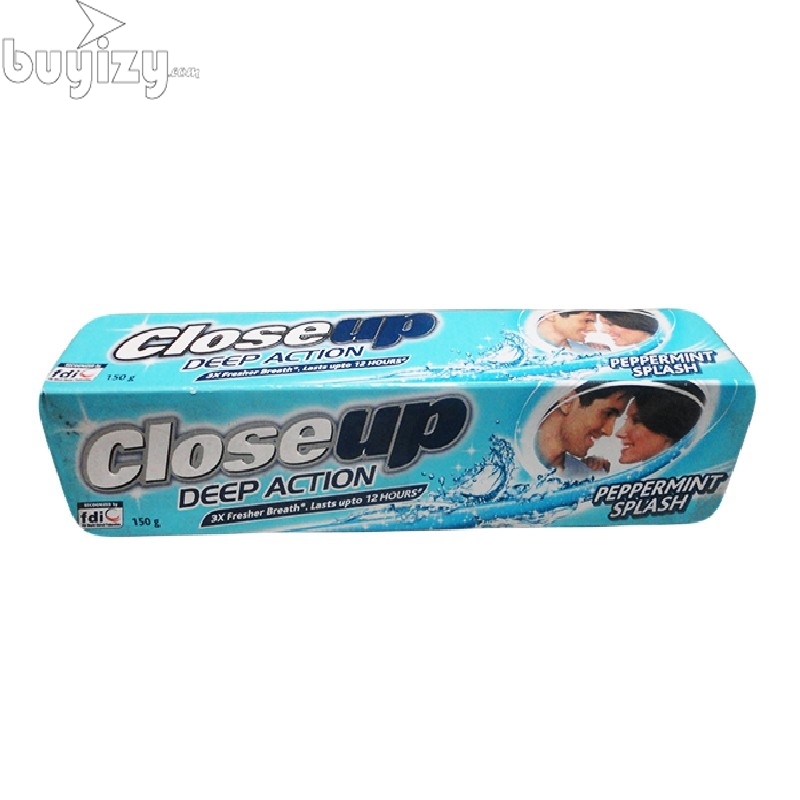 buyizy.com
Closeup
DEEP ACTION
3X Fresher Breath*, Lasts upto 12 HOURS*
fdi
150 g
PEPPERMINT
SPLASH
Closeup
DEEP ACTION
3X Fresher Breath*, Lasts upto 12 HOURS*
fdi
150 g
PEPPERMINT
SPLASH